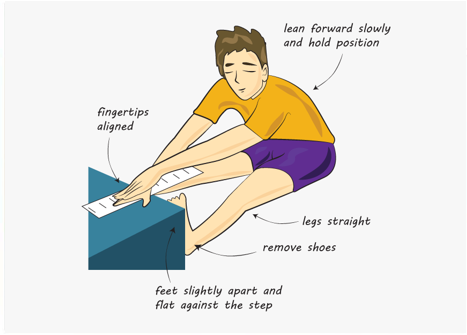 lean forward slowly
and hold position
fingertips
aligned
legs straight
remove shoes
feet slightly apart and
flat against the step